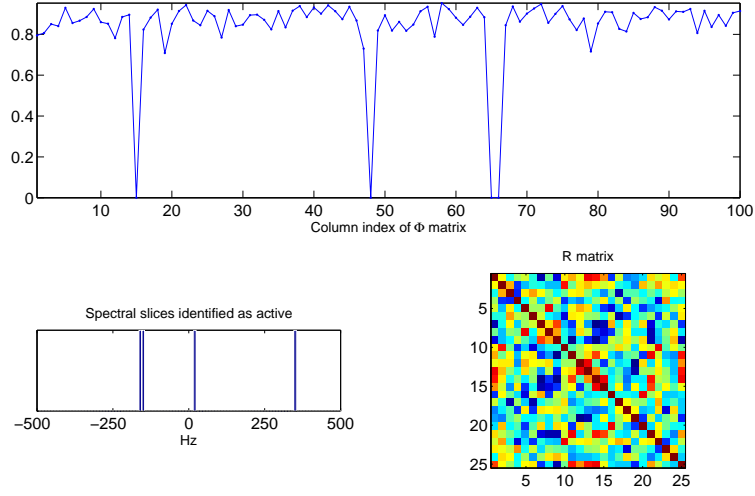 0.8
0.6
0.4
0.2
0
10 20 30 40 50 60 70 80 90 100
Column index of Φ matrix
R matrix
Spectral slices identified as active
−500 −250 0 250 500
Hz
5
10
15
20
25
5 10 15 20 25